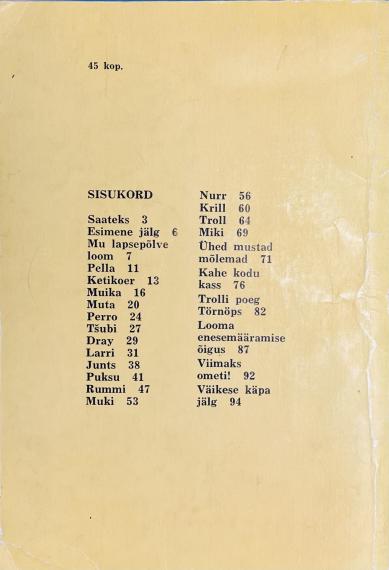 45 kop.
SISUKORD
Saateks 3
Esimene jälg 6
Mu lapsepõlve
loom 7
Pella 11
Ketikoer 13
Muika 16
Muta 20
Perro 24
Tšubi 27
Dray 29
Larri 31
Junts 38
Puksu 41
Rummi 47
Muki 53
Nurr 56
Krill 60
Troll 64
Miki 69
Ühed mustad
mõlemad 71
Kahe kodu
kass 76
Trolli poeg
Törnöps 82
Looma
enesemääramise
õigus 87
Viimaks
ometi! 92
Väikese käpa
jälg 94